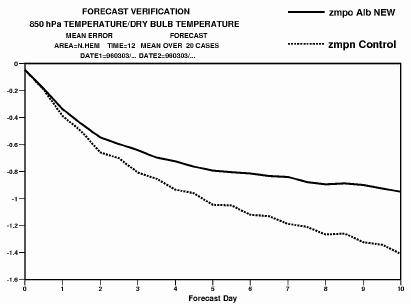 FORECAST VERIFICATION
850 hPa TEMPERATURE/DRY BULB TEMPERATURE
MEAN ERROR FORECAST
AREA=N.HEM TIME=12 MEAN OVER 20 CASES
DATE1=960303/... DATE2=960303/...
zmpo Alb NEW
zmpn Control
0
-0.2
-0.4
-0.6
-0.8
-1
-1.2
-1.4
-1.6
0 1 2 3 4 5 6 7 8 9 10
Forecast Day